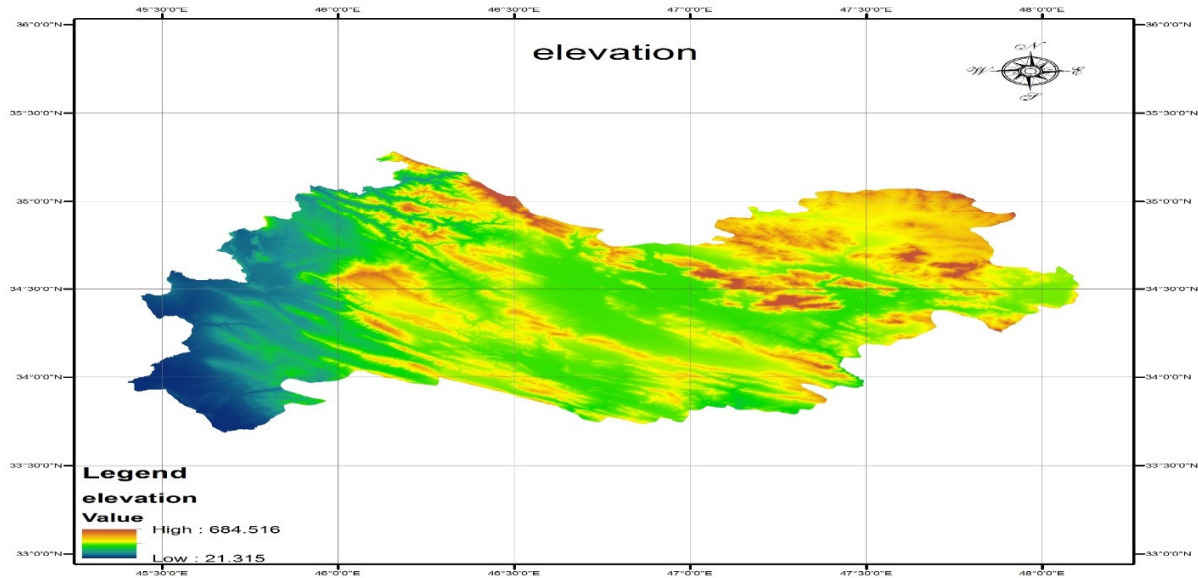 45°30'0"E 46°0'0"E 46°30'0"E 47°0'0"E 47°30'0"E 48°0'0"E
36°0'0"N 36°0'0"N
elevation
N
W E
S
35°30'0"N 35°30'0"N
35°0'0"N 35°0'0"N
34°30'0"N 34°30'0"N
34°0'0"N 34°0'0"N
33°30'0"N 33°30'0"N
Legend
elevation
Value
High : 684.516
Low : 21.315
33°0'0"N 33°0'0"N
45°30'0"E 46°0'0"E 46°30'0"E 47°0'0"E 47°30'0"E 48°0'0"E